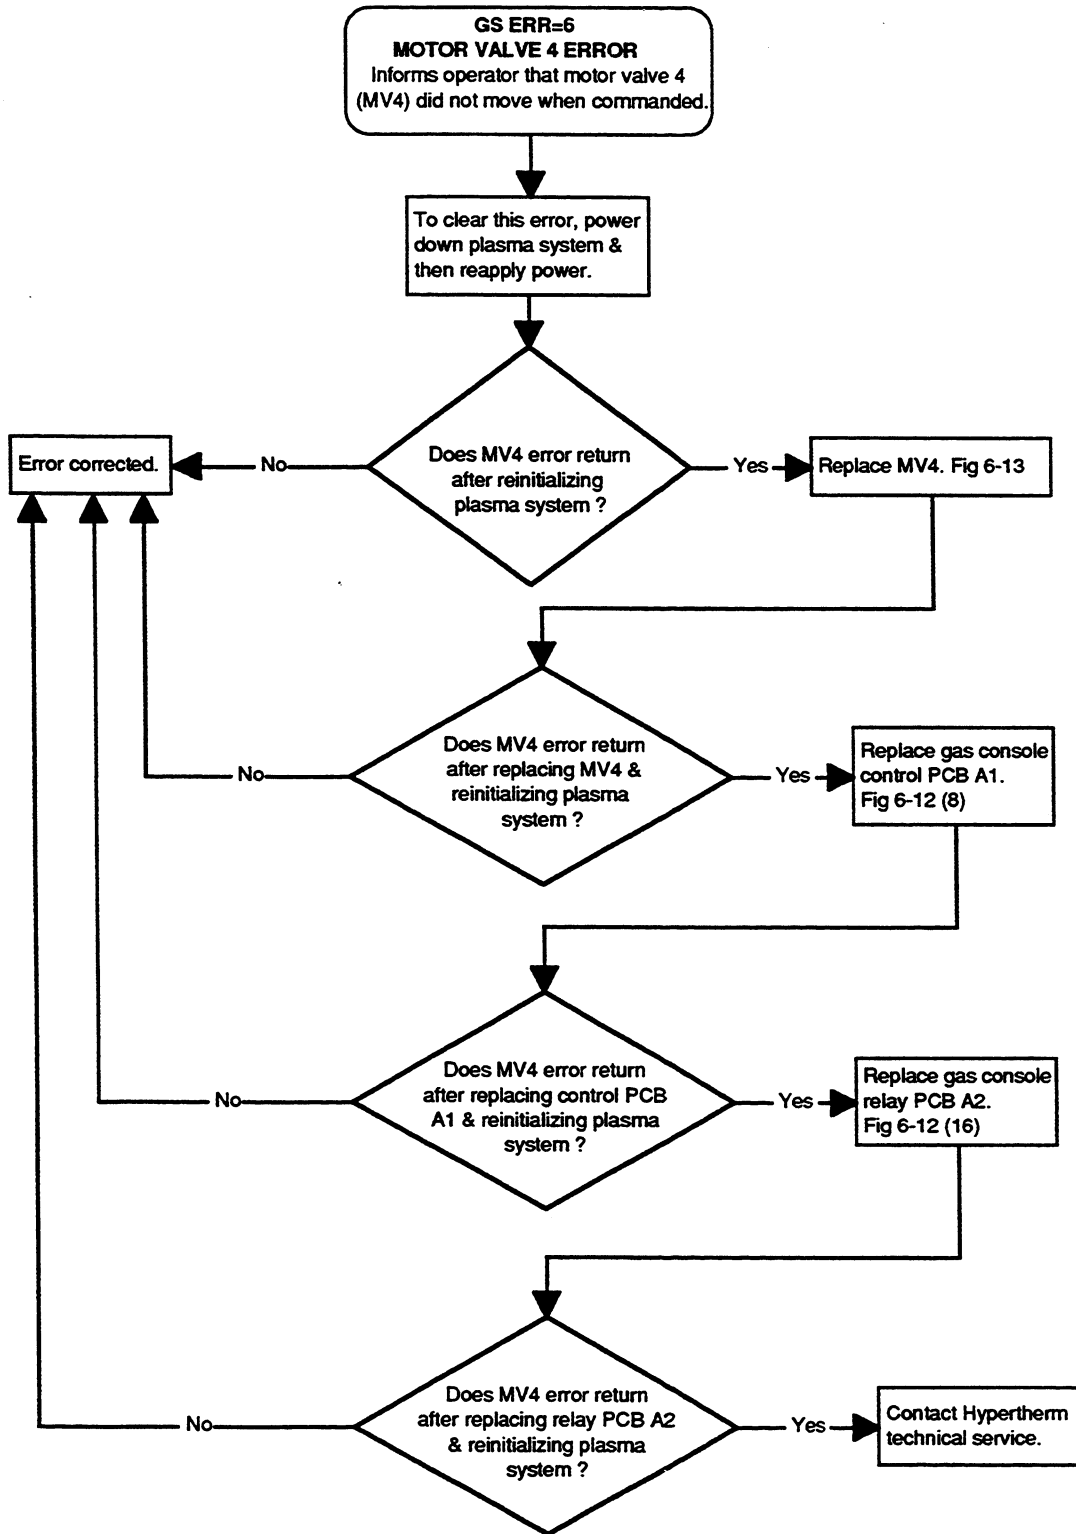 GS ERR=6
MOTOR VALVE 4 ERROR
Informs operator that motor valve 4
(MV4) did not move when commanded.
To clear this error, power
down plasma system &
then reapply power.
Error corrected.
No
Does MV4 error return
after reinitializing
plasma system ?
Yes
Replace MV4. Fig 6-13
No
Does MV4 error return
after replacing MV4 &
reinitializing plasma
system ?
Yes
Replace gas console
control PCB A1.
Fig 6-12 (8)
No
Does MV4 error return
after replacing control PCB
A1 & reinitializing plasma
system ?
Yes
Replace gas console
relay PCB A2.
Fig 6-12 (16)
No
Does MV4 error return
after replacing relay PCB A2
& reinitializing plasma
system ?
Yes
Contact Hypertherm
technical service.